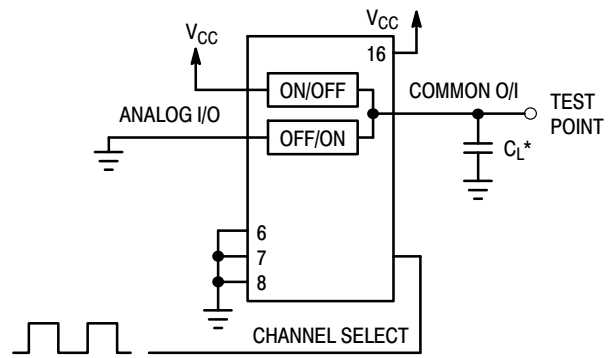 VCC
VCC
16
ON/OFF
COMMON O/I
TEST
POINT
ANALOG I/O
OFF/ON
CL*
6
7
8
CHANNEL SELECT